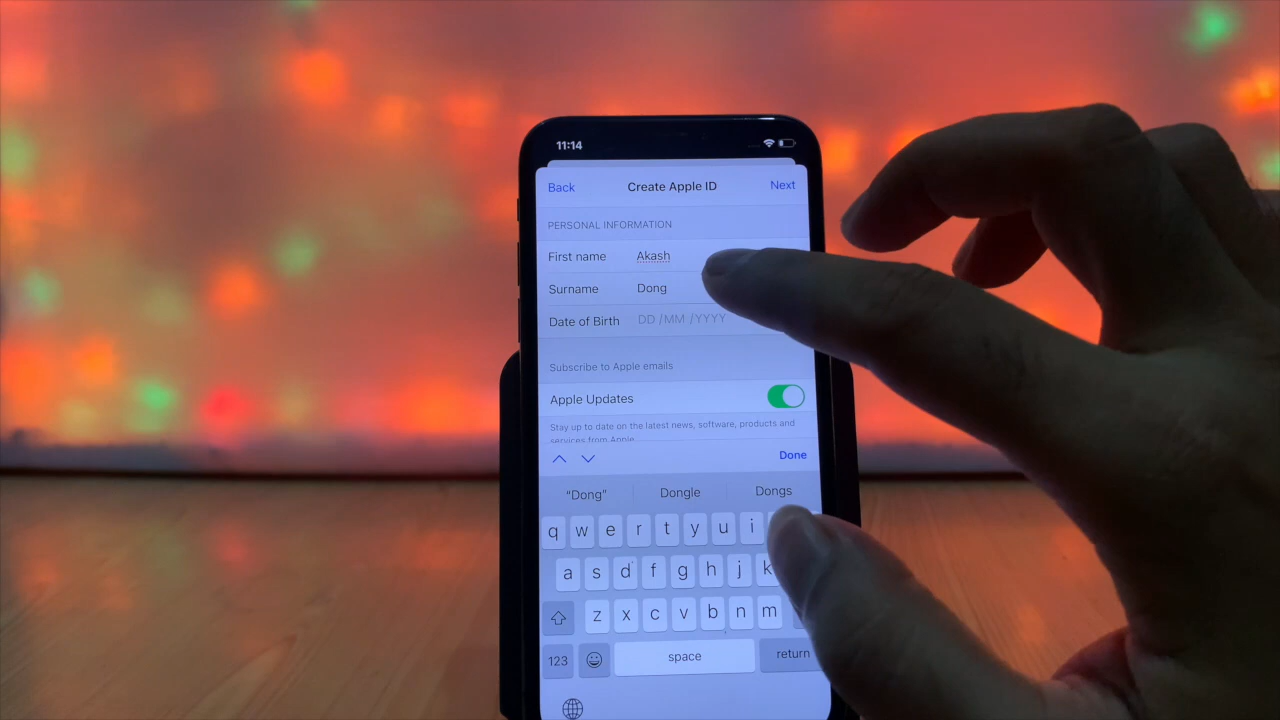 11:14
Back Create Apple ID Next
PERSONAL INFORMATION
First name Akash
Surname Dong
Date of Birth DD /MM /YYYY
Subscribe to Apple emails
Apple Updates
Stay up to date on the latest news, software, products and
services from Apple
Done
"Dong" Dongle Dongs
q w e r t y u i
a s d f g h j k
z x c v b n m
123 space return